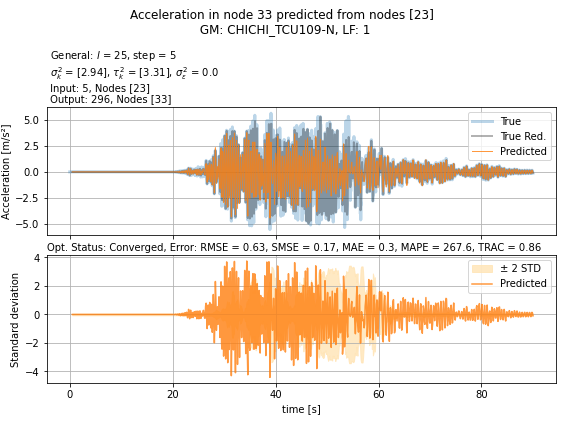 Acceleration in node 33 predicted from nodes [23]
GM: CHICHI_TCU109-N, LF: 1
General: l = 25, step = 5
σ²ₖ = [2.94], τ²ₖ = [3.31], σ²ε = 0.0
Input: 5, Nodes [23]
Output: 296, Nodes [33]
Acceleration [m/s²]
5.0
2.5
0.0
−2.5
−5.0
True
True Red.
Predicted
Opt. Status: Converged, Error: RMSE = 0.63, SMSE = 0.17, MAE = 0.3, MAPE = 267.6, TRAC = 0.86
Standard deviation
4
2
0
−2
−4
± 2 STD
Predicted
0
20
40
60
80
time [s]